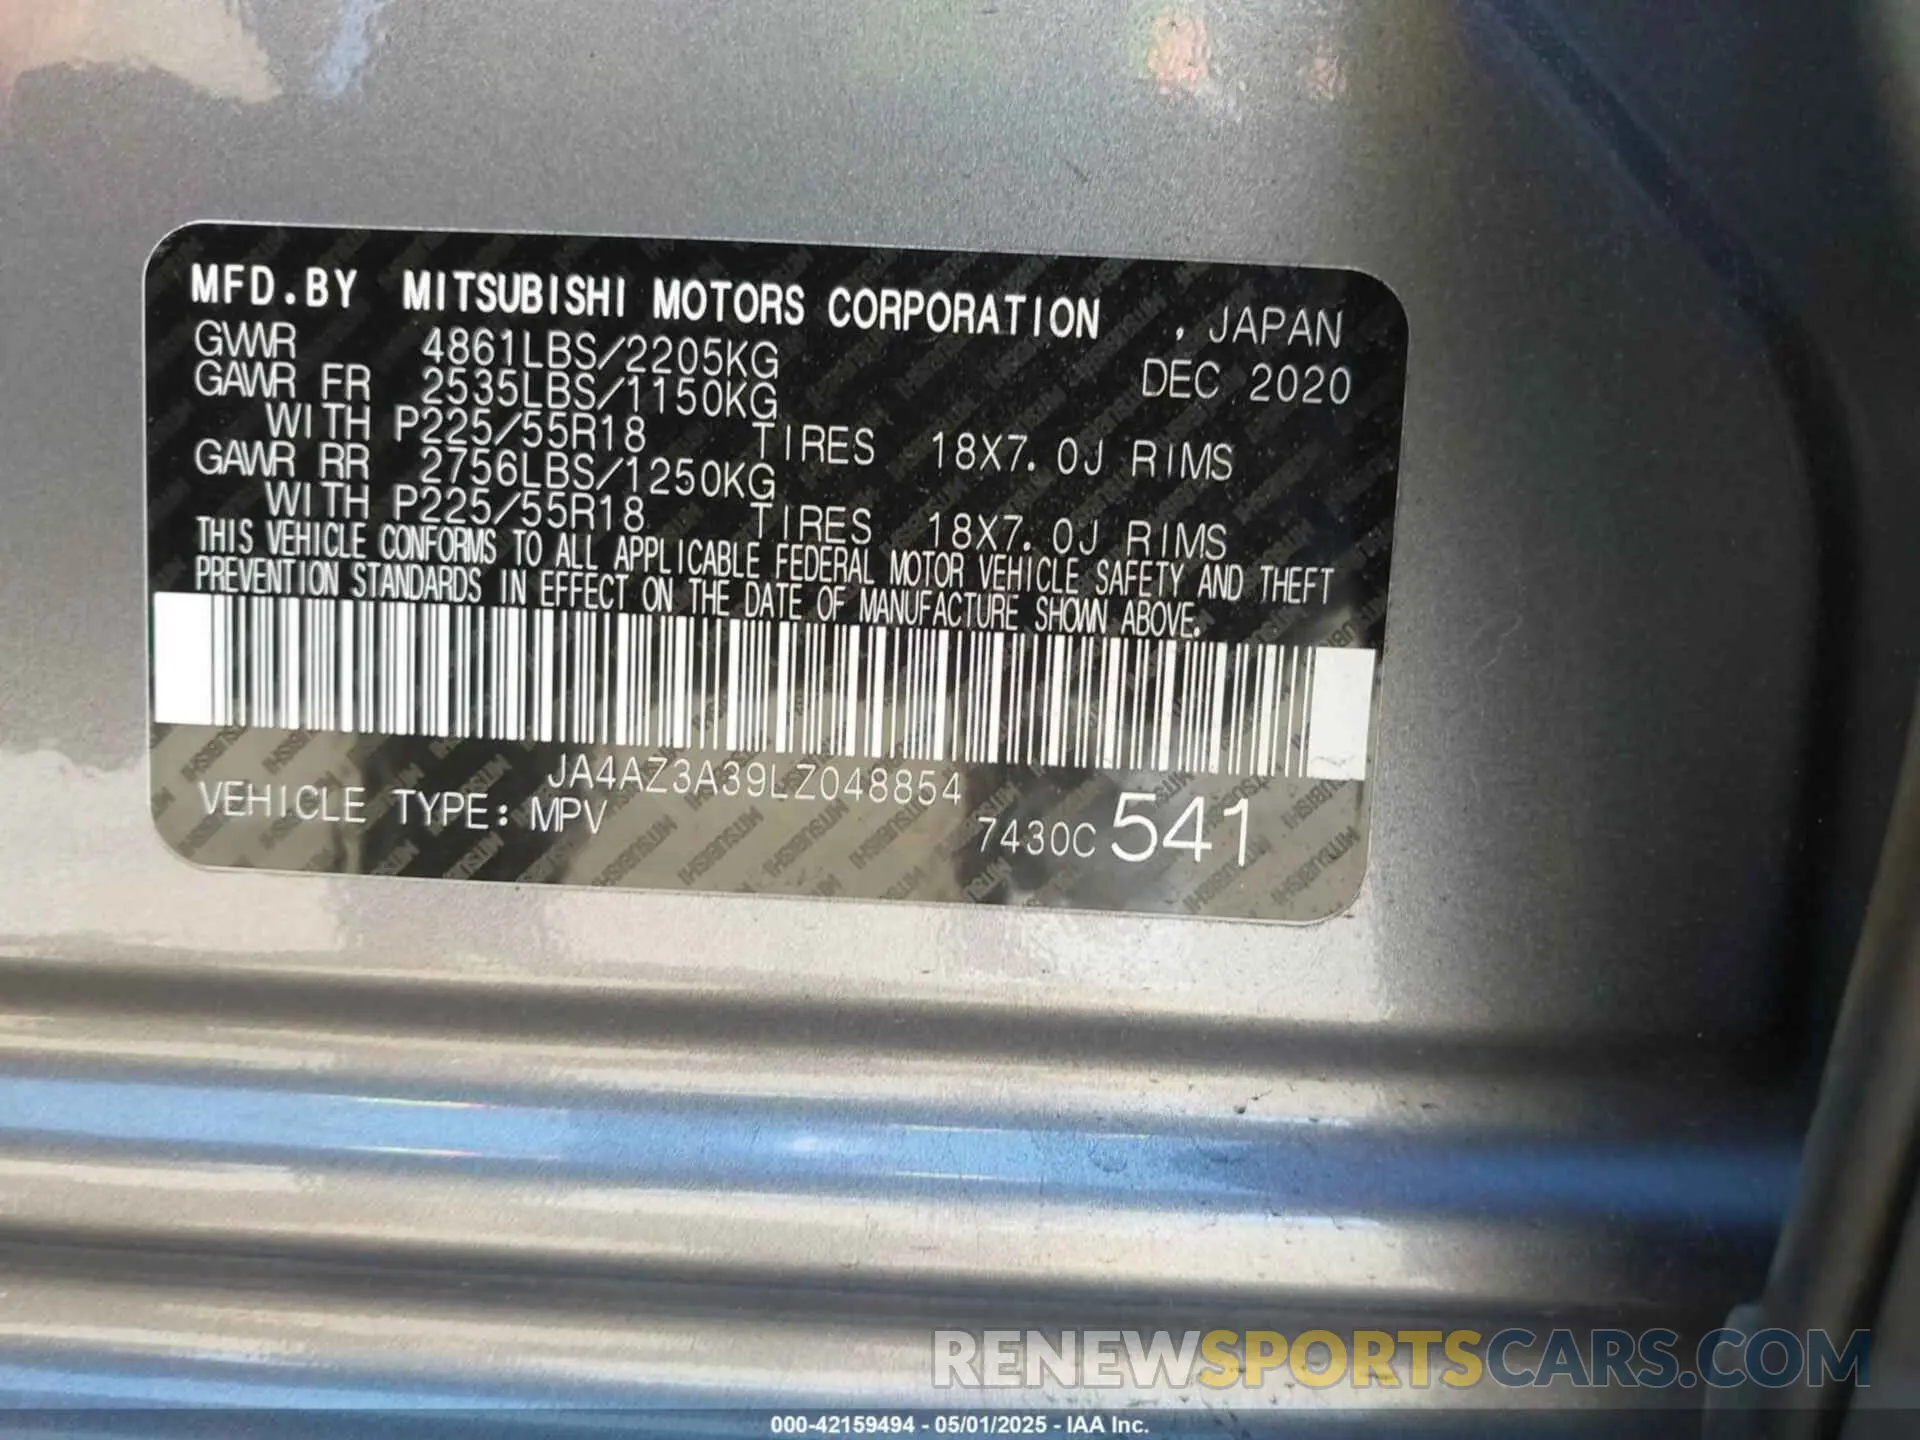 MFD.BY MITSUBISHI MOTORS CORPORATION , JAPAN
GVWR 4861LBS/2205KG DEC 2020
GAWR FR 2535LBS/1150KG
WITH P225/55R18 TIRES 18X7.0J RIMS
GAWR RR 2756LBS/1250KG
WITH P225/55R18 TIRES 18X7.0J RIMS
THIS VEHICLE CONFORMS TO ALL APPLICABLE FEDERAL MOTOR VEHICLE SAFETY AND THEFT
PREVENTION STANDARDS IN EFFECT ON THE DATE OF MANUFACTURE SHOWN ABOVE.
JA4AZ3A39LZ048854
VEHICLE TYPE: MPV 7430C 541
RENEWSPORTSCARS.COM
000-42159494 - 05/01/2025 - IAA Inc.